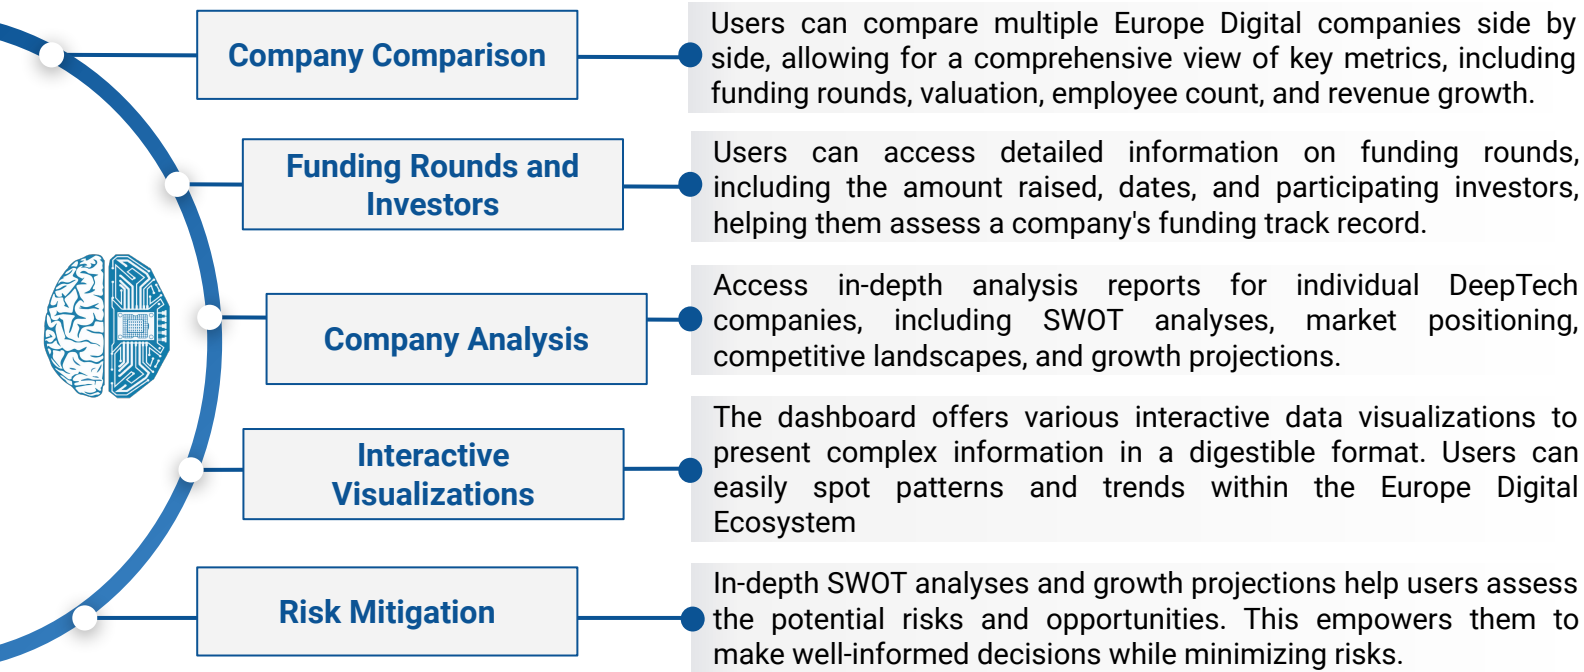 Company Comparison
Users can compare multiple Europe Digital companies side by
side, allowing for a comprehensive view of key metrics, including
funding rounds, valuation, employee count, and revenue growth.
Funding Rounds and
Investors
Users can access detailed information on funding rounds,
including the amount raised, dates, and participating investors,
helping them assess a company's funding track record.
Company Analysis
Access in-depth analysis reports for individual DeepTech
companies, including SWOT analyses, market positioning,
competitive landscapes, and growth projections.
Interactive
Visualizations
The dashboard offers various interactive data visualizations to
present complex information in a digestible format. Users can
easily spot patterns and trends within the Europe Digital
Ecosystem
Risk Mitigation
In-depth SWOT analyses and growth projections help users assess
the potential risks and opportunities. This empowers them to
make well-informed decisions while minimizing risks.